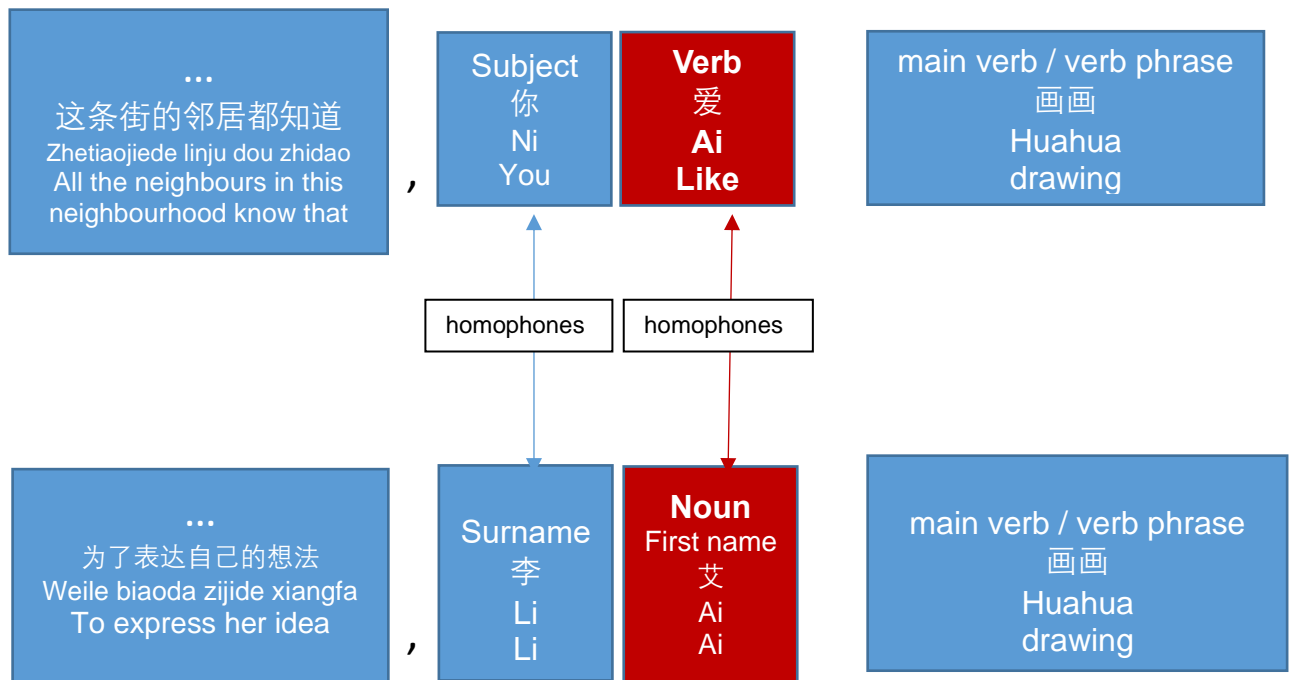 ...
这条街的邻居都知道
Zhetiaojiede linju dou zhidao
All the neighbours in this
neighbourhood know that
,
Subject
你
Ni
You
Verb
爱
Ai
Like
main verb / verb phrase
画画
Huahua
drawing
homophones
homophones
...
为了表达自己的想法
Weile biaoda zijide xiangfa
To express her idea
,
Surname
李
Li
Li
Noun
First name
艾
Ai
Ai
main verb / verb phrase
画画
Huahua
drawing